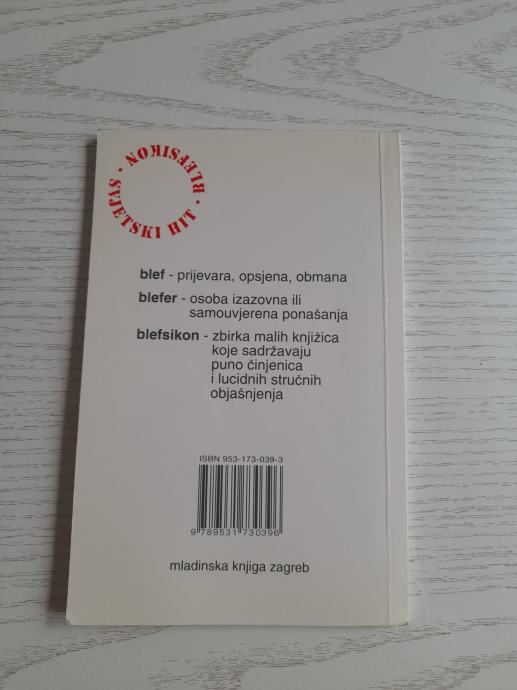 BLEFSIKON • SVJETSKI HIT •
blef - prijevara, opsjena, obmana
blefer - osoba izazovna ili
samouvjerena ponašanja
blefsikon - zbirka malih knjižica
koje sadržavaju
puno činjenica
i lucidnih stručnih
objašnjenja
ISBN 953-173-039-3
9 789531 730396
mladinska knjiga zagreb